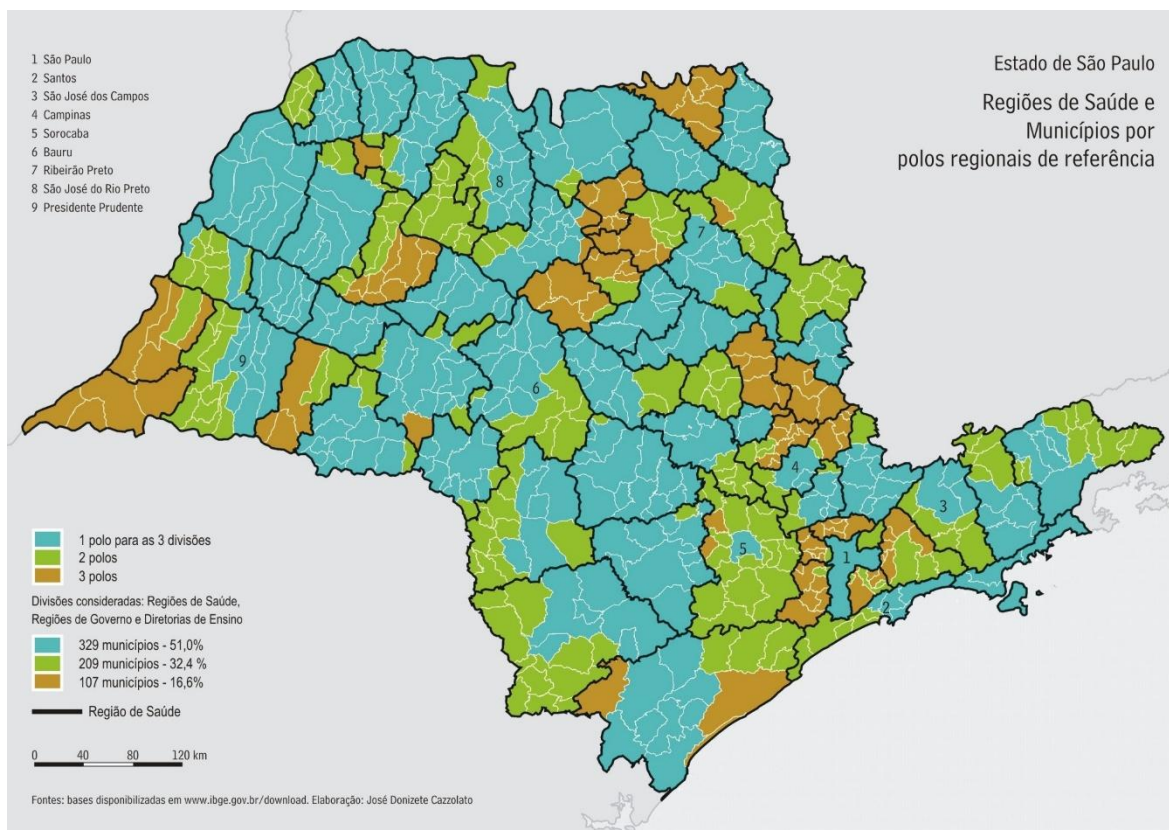 1 São Paulo
2 Santos
3 São José dos Campos
4 Campinas
5 Sorocaba
6 Bauru
7 Ribeirão Preto
8 São José do Rio Preto
9 Presidente Prudente
Estado de São Paulo
Regiões de Saúde e
Municípios por
polos regionais de referência
8
7
9
6
4
3
5
1
2
1 polo para as 3 divisões
2 polos
3 polos
Divisões consideradas: Regiões de Saúde,
Regiões de Governo e Diretorias de Ensino
329 municípios - 51,0%
209 municípios - 32,4 %
107 municípios - 16,6%
Região de Saúde
0 40 80 120 km
Fontes: bases disponibilizadas em www.ibge.gov.br/download. Elaboração: José Donizete Cazzolato